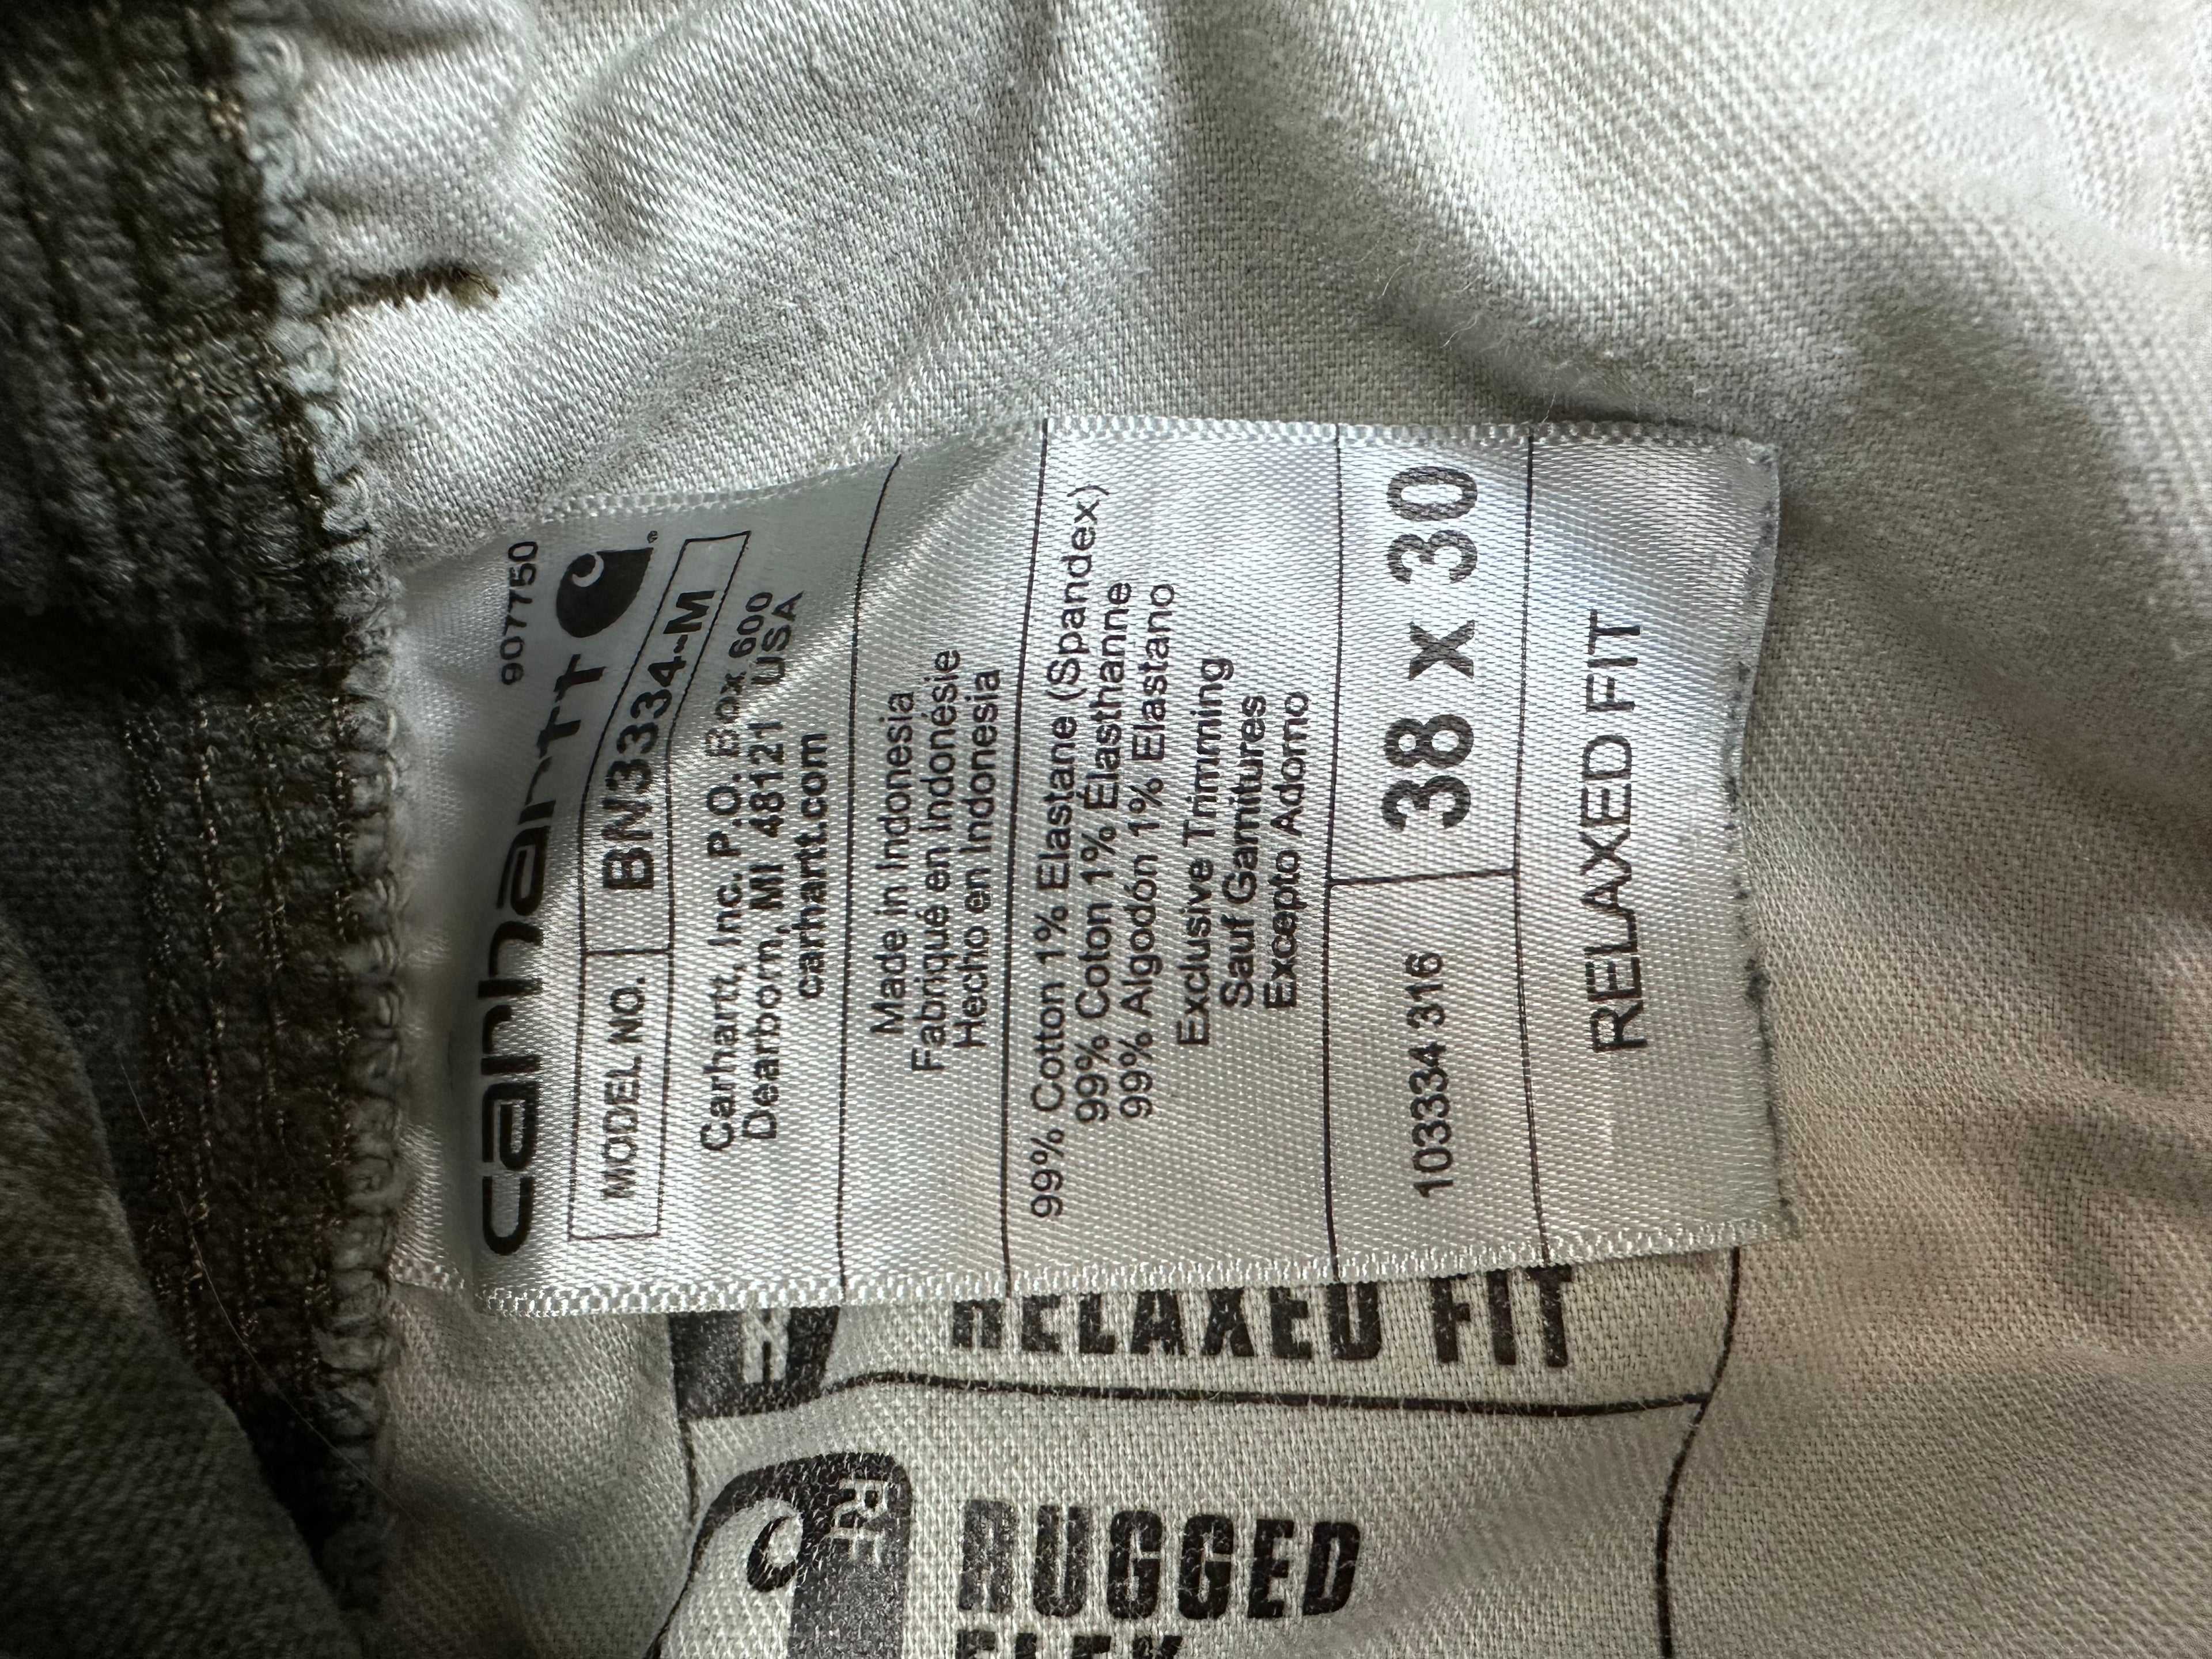 907750
carhartt
MODEL NO. BN3334-M
Carhartt, Inc. P.O. Box 600
Dearborn, MI 48121 USA
carhartt.com
Made in Indonesia
Fabriqué en Indonésie
Hecho en Indonesia
99% Cotton 1% Elastane (Spandex)
99% Coton 1% Élasthanne
99% Algodón 1% Elastano
Exclusive Trimming
Sauf Garnitures
Excepto Adorno
103334 316 38 x 30
RELAXED FIT
RELAXED FIT
RUGGED
FLEX